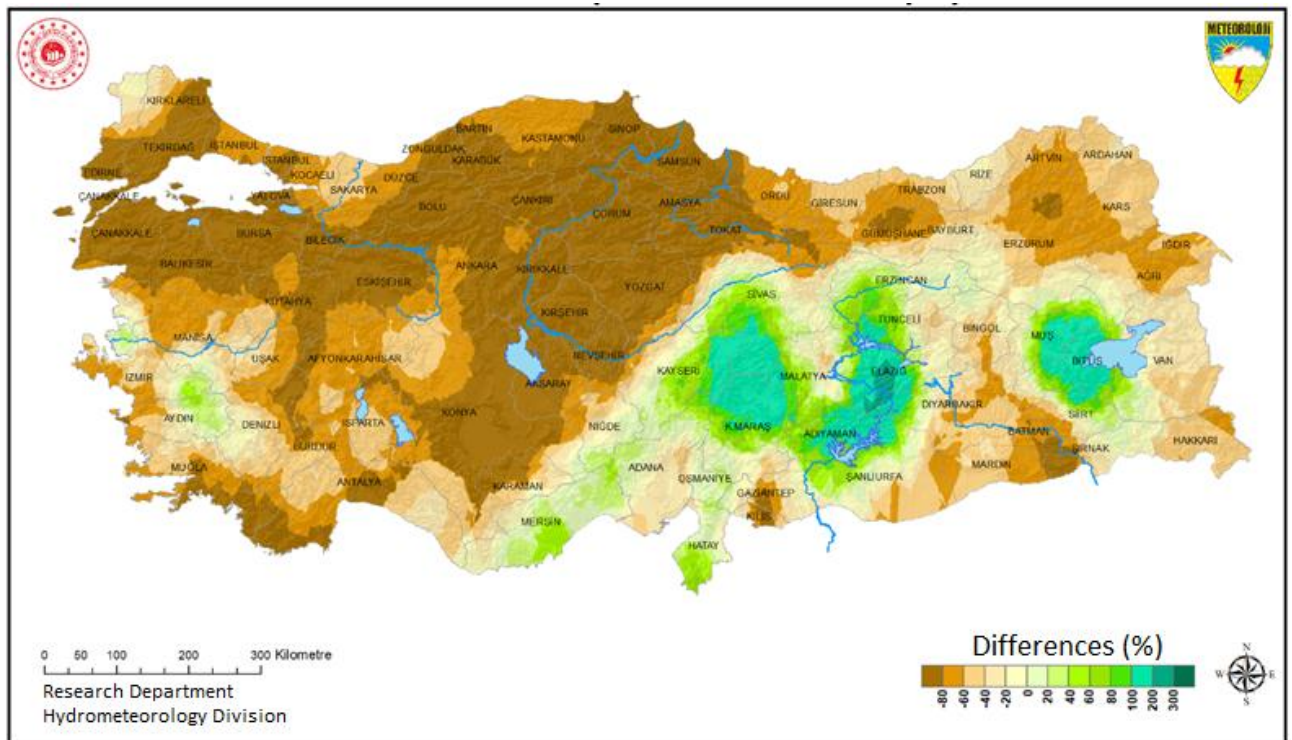 METEOROLOJİ
KIRKLARELİ
TEKİRDAĞ
İSTANBUL
EDİRNE
İSTANBUL
KOCAELİ
ÇANAKKALE
YALOVA
SAKARYA
DÜZCE
ZONGULDAK
BARTIN
KARABÜK
KASTAMONU
SİNOP
SAMSUN
ÇANAKKALE
BURSA
BİLECİK
BOLU
ÇANKIRI
ÇORUM
AMASYA
TOKAT
ORDU
GİRESUN
TRABZON
RİZE
ARTVİN
ARDAHAN
KARS
GÜMÜŞHANE
BAYBURT
ERZURUM
IĞDIR
AĞRI
BALIKESİR
ESKİŞEHİR
ANKARA
KIRIKKALE
YOZGAT
SİVAS
ERZİNCAN
TUNCELİ
BİNGÖL
MUŞ
BİTLİS
VAN
KÜTAHYA
MANİSA
UŞAK
AFYONKARAHİSAR
KIRŞEHİR
NEVŞEHİR
KAYSERİ
MALATYA
ELAZIĞ
DİYARBAKIR
SİİRT
İZMİR
AYDIN
DENİZLİ
ISPARTA
KONYA
AKSARAY
NİĞDE
K.MARAŞ
ADIYAMAN
BATMAN
ŞIRNAK
HAKKARİ
MUĞLA
BURDUR
ANTALYA
KARAMAN
ADANA
OSMANİYE
GAZİANTEP
ŞANLIURFA
MARDİN
MERSİN
KİLİS
HATAY
0 50 100 200 300 Kilometre
Research Department
Hydrometeorology Division
Differences (%)
-80 -60 -40 -20 0 20 40 60 80 100 200 300
N
W E
S